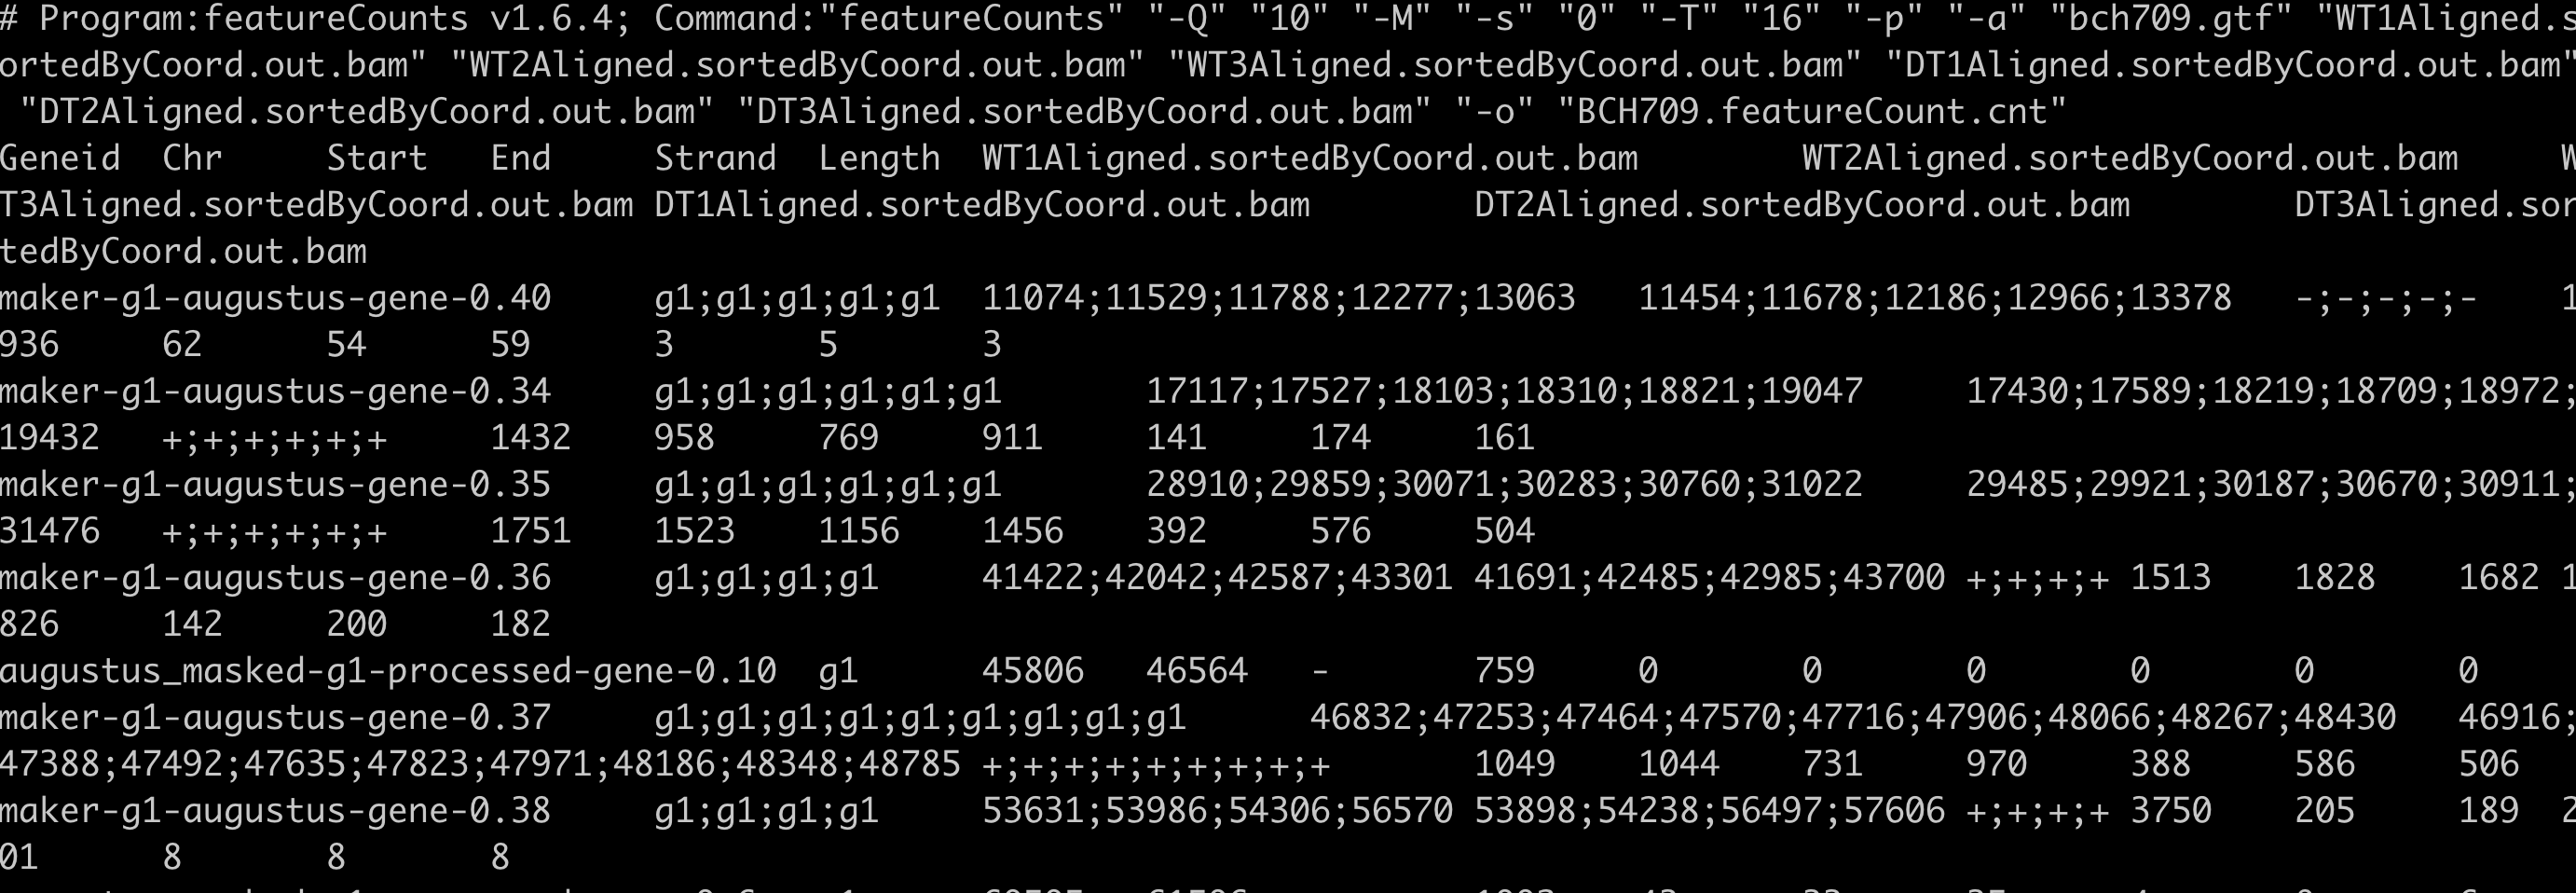 # Program:featureCounts v1.6.4; Command:"featureCounts" "-Q" "10" "-M" "-s" "0" "-T" "16" "-p" "-a" "bch709.gtf" "WT1Aligned.s
ortedByCoord.out.bam" "WT2Aligned.sortedByCoord.out.bam" "WT3Aligned.sortedByCoord.out.bam" "DT1Aligned.sortedByCoord.out.bam"
"DT2Aligned.sortedByCoord.out.bam" "DT3Aligned.sortedByCoord.out.bam" "-o" "BCH709.featureCount.cnt"
Geneid Chr Start End Strand Length WT1Aligned.sortedByCoord.out.bam WT2Aligned.sortedByCoord.out.bam W
T3Aligned.sortedByCoord.out.bam DT1Aligned.sortedByCoord.out.bam DT2Aligned.sortedByCoord.out.bam DT3Aligned.sor
tedByCoord.out.bam
maker-g1-augustus-gene-0.40 g1;g1;g1;g1;g1 11074;11529;11788;12277;13063 11454;11678;12186;12966;13378 -;-;-;-;- 1
936 62 54 59 3 5 3
maker-g1-augustus-gene-0.34 g1;g1;g1;g1;g1;g1 17117;17527;18103;18310;18821;19047 17430;17589;18219;18709;18972;
19432 +;+;+;+;+;+ 1432 958 769 911 141 174 161
maker-g1-augustus-gene-0.35 g1;g1;g1;g1;g1;g1 28910;29859;30071;30283;30760;31022 29485;29921;30187;30670;30911;
31476 +;+;+;+;+;+ 1751 1523 1156 1456 392 576 504
maker-g1-augustus-gene-0.36 g1;g1;g1;g1 41422;42042;42587;43301 41691;42485;42985;43700 +;+;+;+ 1513 1828 1682 1
826 142 200 182
augustus_masked-g1-processed-gene-0.10 g1 45806 46564 - 759 0 0 0 0 0 0
maker-g1-augustus-gene-0.37 g1;g1;g1;g1;g1;g1;g1;g1;g1 46832;47253;47464;47570;47716;47906;48066;48267;48430 46916;
47388;47492;47635;47823;47971;48186;48348;48785 +;+;+;+;+;+;+;+;+ 1049 1044 731 970 388 586 506
maker-g1-augustus-gene-0.38 g1;g1;g1;g1 53631;53986;54306;56570 53898;54238;56497;57606 +;+;+;+ 3750 205 189 2
01 8 8 8